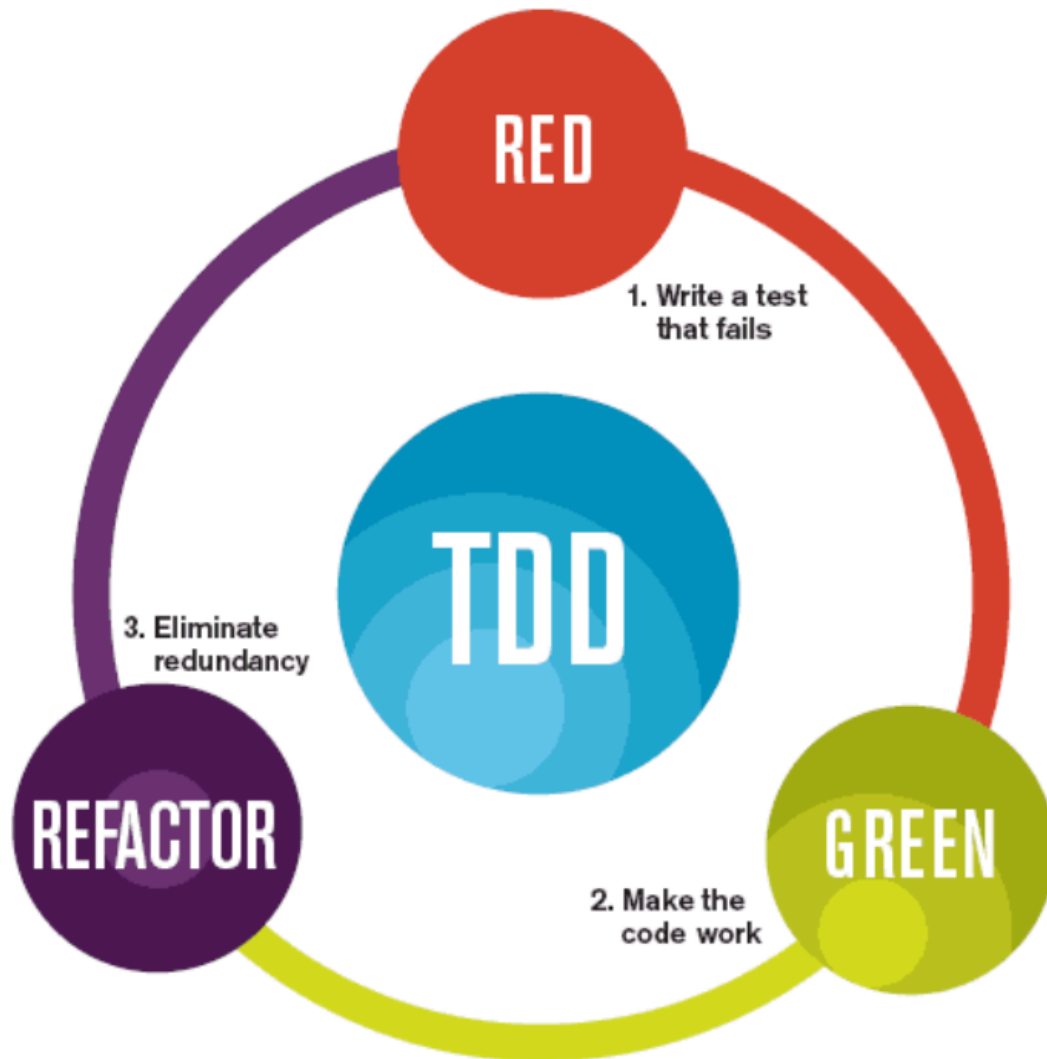 RED
1. Write a test
that fails
TDD
3. Eliminate
redundancy
REFACTOR
GREEN
2. Make the
code work